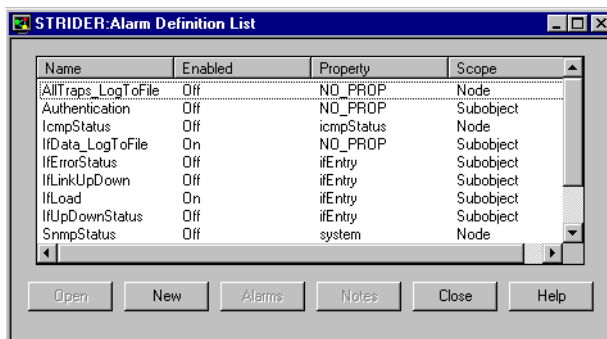 STRIDER:Alarm Definition List
Name Enabled Property Scope
AllTraps_LogToFile Off NO_PROP Node
Authentication Off NO_PROP Subobject
IcmpStatus Off icmpStatus Node
IfData_LogToFile On NO_PROP Subobject
IfErrorStatus Off ifEntry Subobject
IfLinkUpDown Off ifEntry Subobject
IfLoad On ifEntry Subobject
IfUpDownStatus Off ifEntry Subobject
SnmpStatus Off system Node
Open New Alarms Notes Close Help